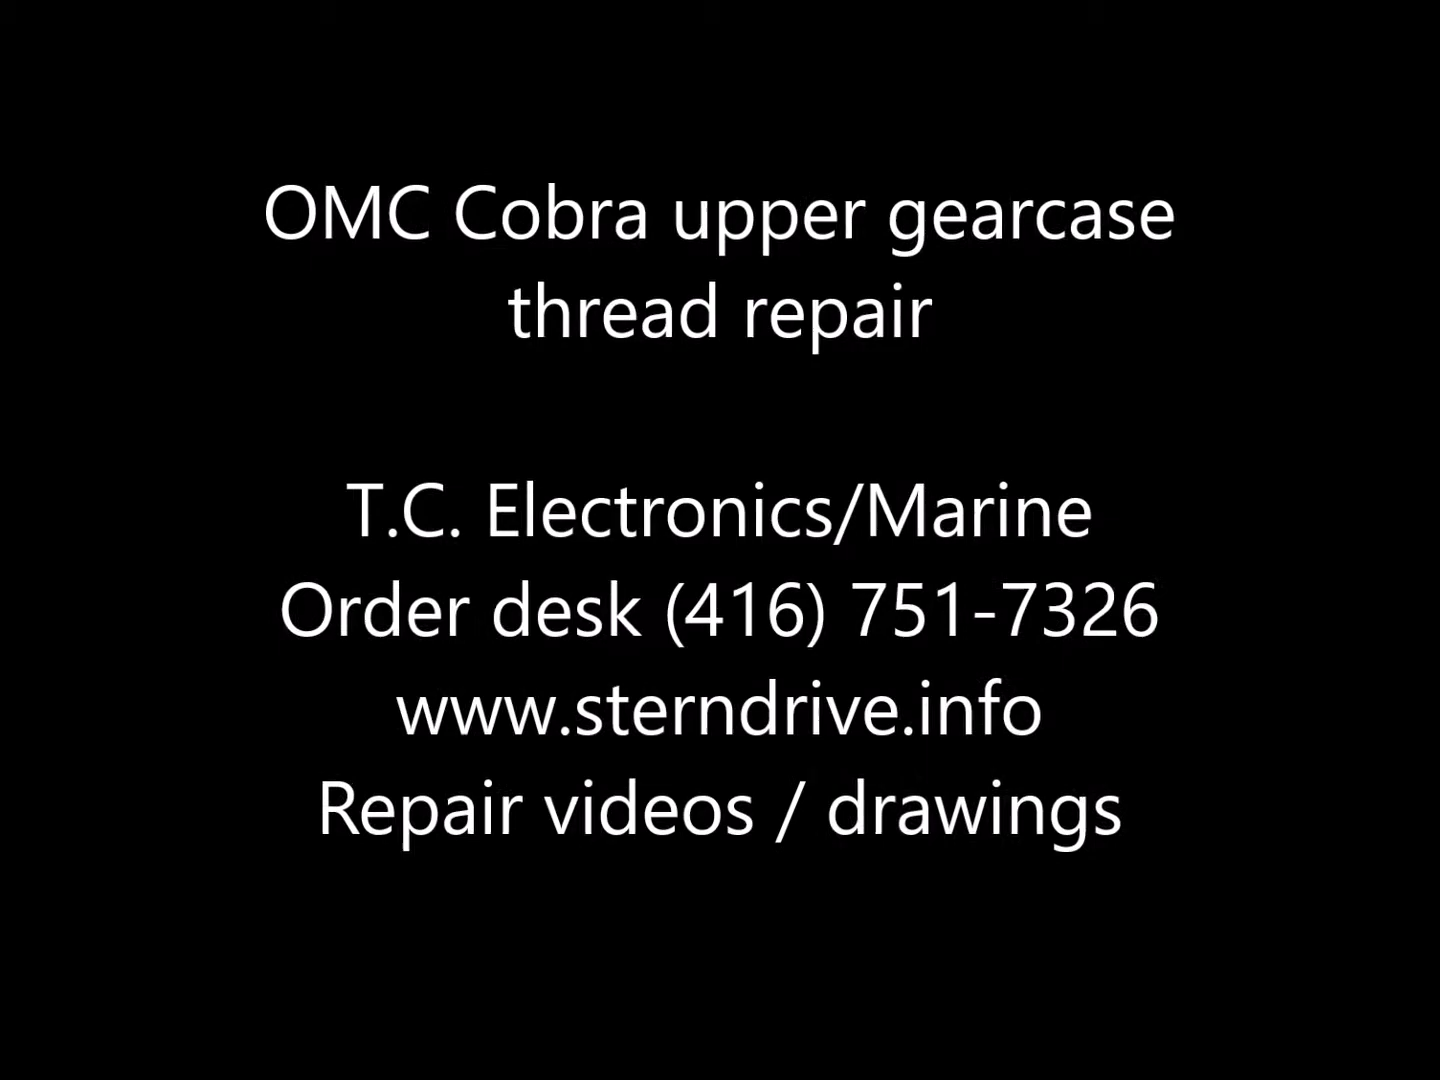 OMC Cobra upper gearcase
thread repair
T.C. Electronics/Marine
Order desk (416) 751-7326
www.sterndrive.info
Repair videos / drawings